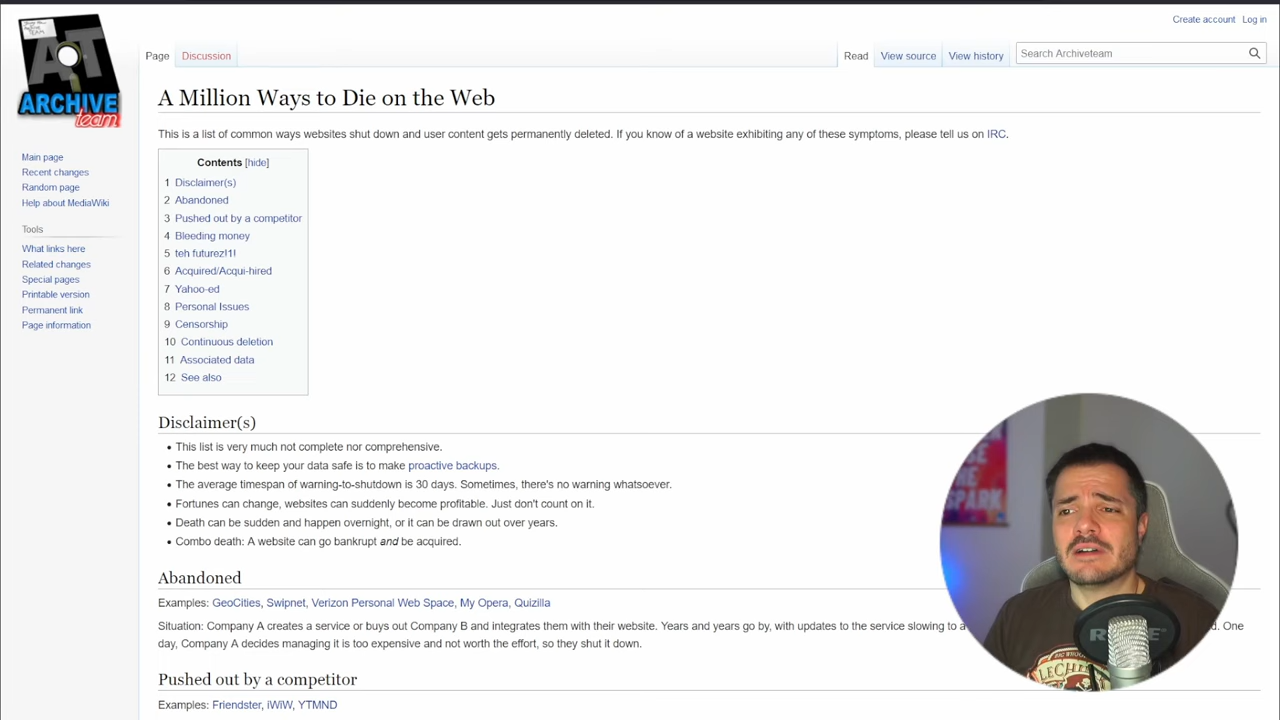 Create account Log in
AT
ARCHIVE
team
Page Discussion Read View source View history Search Archiveteam
A Million Ways to Die on the Web
This is a list of common ways websites shut down and user content gets permanently deleted. If you know of a website exhibiting any of these symptoms, please tell us on IRC.
Main page
Recent changes
Random page
Help about MediaWiki
Tools
What links here
Related changes
Special pages
Printable version
Permanent link
Page information
Contents [hide]
1 Disclaimer(s)
2 Abandoned
3 Pushed out by a competitor
4 Bleeding money
5 teh futurez!1!
6 Acquired/Acqui-hired
7 Yahoo-ed
8 Personal Issues
9 Censorship
10 Continuous deletion
11 Associated data
12 See also
Disclaimer(s)
• This list is very much not complete nor comprehensive.
• The best way to keep your data safe is to make proactive backups.
• The average timespan of warning-to-shutdown is 30 days. Sometimes, there's no warning whatsoever.
• Fortunes can change, websites can suddenly become profitable. Just don't count on it.
• Death can be sudden and happen overnight, or it can be drawn out over years.
• Combo death: A website can go bankrupt and be acquired.
Abandoned
Examples: GeoCities, Swipnet, Verizon Personal Web Space, My Opera, Quizilla
Situation: Company A creates a service or buys out Company B and integrates them with their website. Years and years go by, with updates to the service slowing to a d. One
day, Company A decides managing it is too expensive and not worth the effort, so they shut it down.
Pushed out by a competitor
Examples: Friendster, iWiW, YTMND